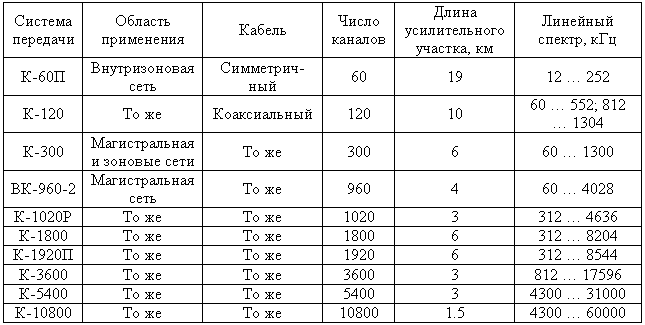 Система передачи Область применения Кабель Число каналов Длина усилительного участка, км Линейный спектр, кГц
К-60П Внутризоновая сеть Симметрич-ный 60 19 12 … 252
К-120 То же Коаксиальный 120 10 60 … 552; 812 … 1304
К-300 Магистральная и зоновые сети То же 300 6 60 … 1300
ВК-960-2 Магистральная сеть То же 960 4 60 … 4028
К-1020Р То же То же 1020 3 312 … 4636
К-1800 То же То же 1800 6 312 … 8204
К-1920П То же То же 1920 6 312 … 8544
К-3600 То же То же 3600 3 812 … 17596
К-5400 То же То же 5400 3 4300 … 31000
К-10800 То же То же 10800 1.5 4300 … 60000